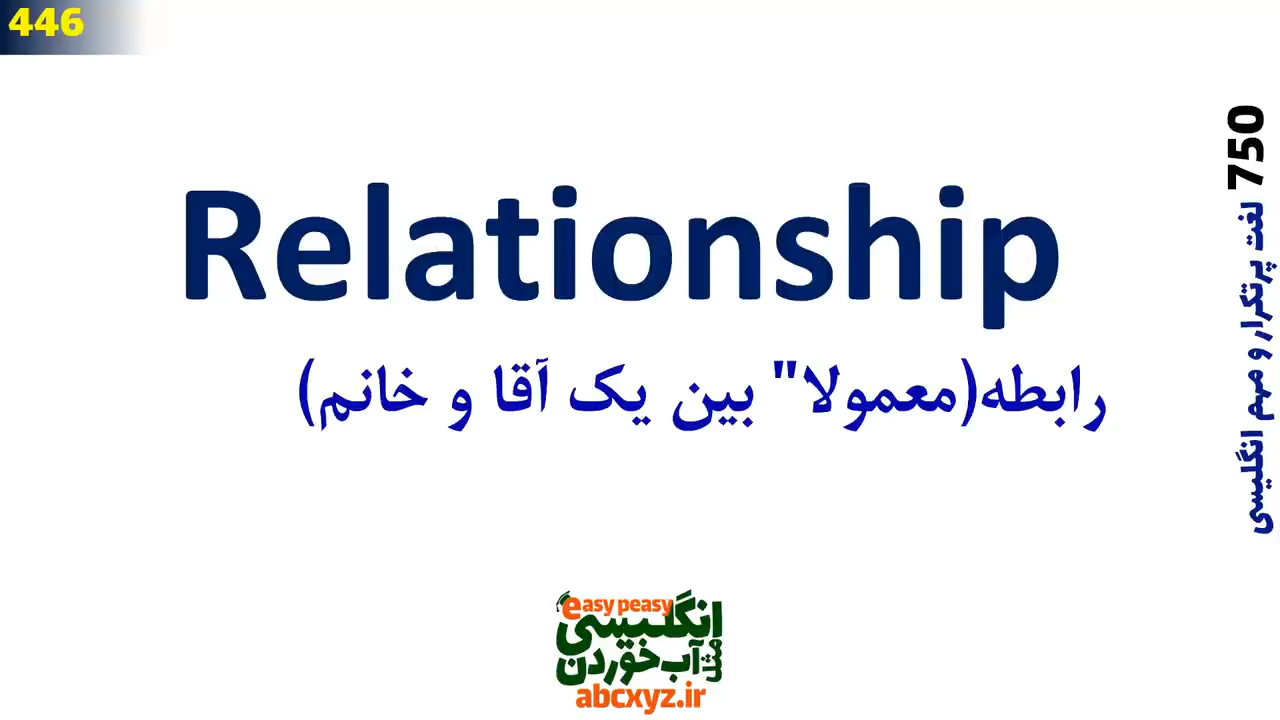 446
Relationship
رابطه(معمولا" بین یک آقا و خانم)
750 لغت پرتکرار و مهم انگلیسی
easy peasy
انگلیسی
مثل آب خوردن
abcxyz.ir